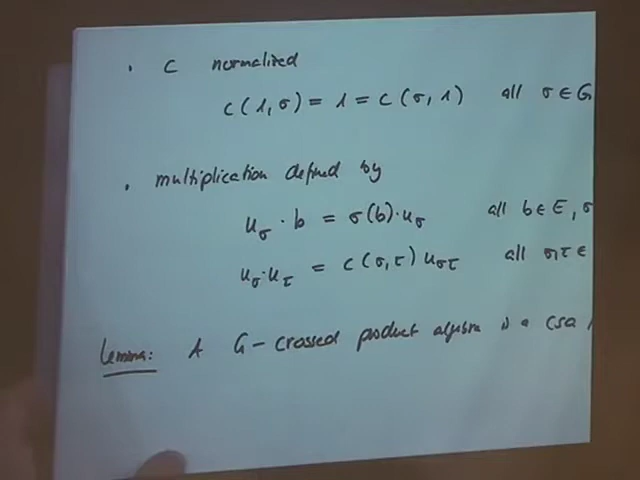 • c normalized
c(1,σ) = 1 = c(σ,1) all σ∈G
• multiplication defined by
u_σ · b = σ(b)·u_σ all b∈E, σ
u_σ·u_τ = c(σ,τ) u_στ all σ,τ∈
Lemma: A G-crossed product algebra is a csa